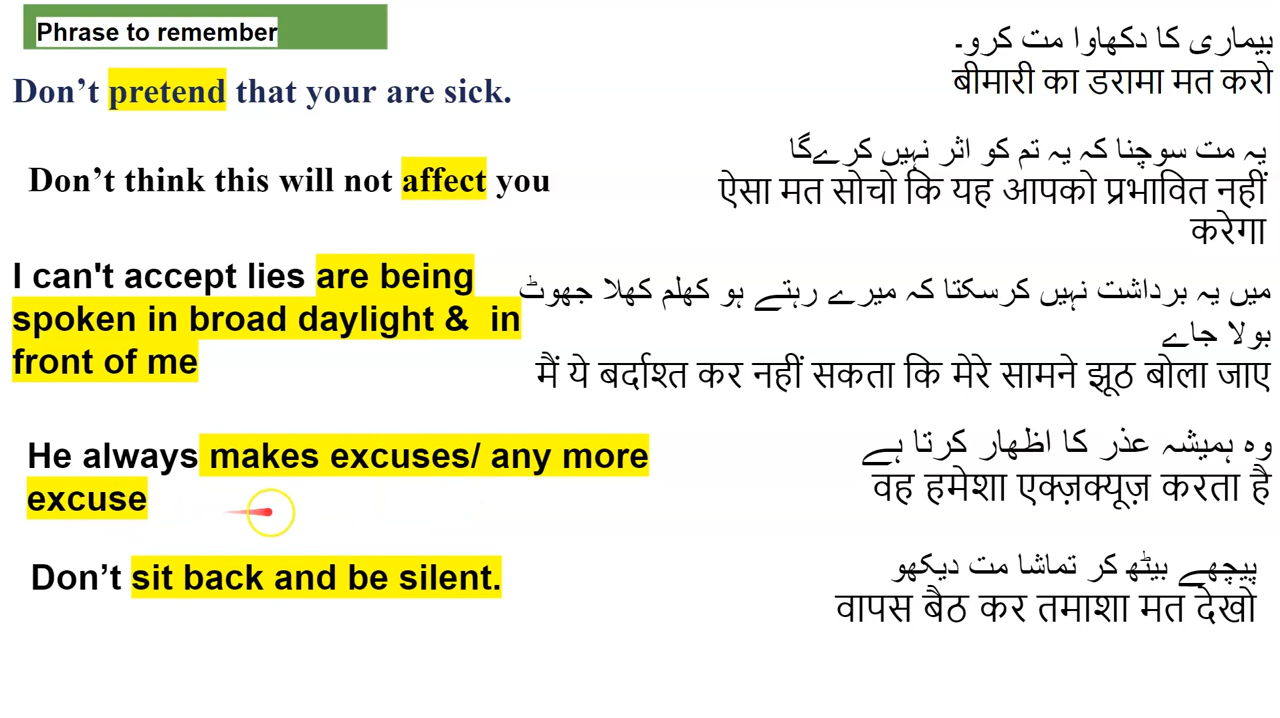 Phrase to remember
Don't pretend that your are sick.
بیماری کا دکھاوا مت کرو۔
बीमारी का डरामा मत करो
Don't think this will not affect you
یہ مت سوچنا کہ یہ تم کو اثر نہیں کرےگا
ऐसा मत सोचो कि यह आपको प्रभावित नहीं
करेगा
I can't accept lies are being
spoken in broad daylight & in
front of me
میں یہ برداشت نہیں کرسکتا کہ میرے رہتے ہو کھلم کھلا جھوٹ
بولا جاے
मैं ये बर्दाश्त कर नहीं सकता कि मेरे सामने झूठ बोला जाए
He always makes excuses/ any more
excuse
وہ ہمیشہ عذر کا اظہار کرتا ہے
वह हमेशा एक्ज़क्यूज़ करता है
Don't sit back and be silent.
پیچھے بیٹھ کر تماشا مت دیکھو
वापस बैठ कर तमाशा मत देखो